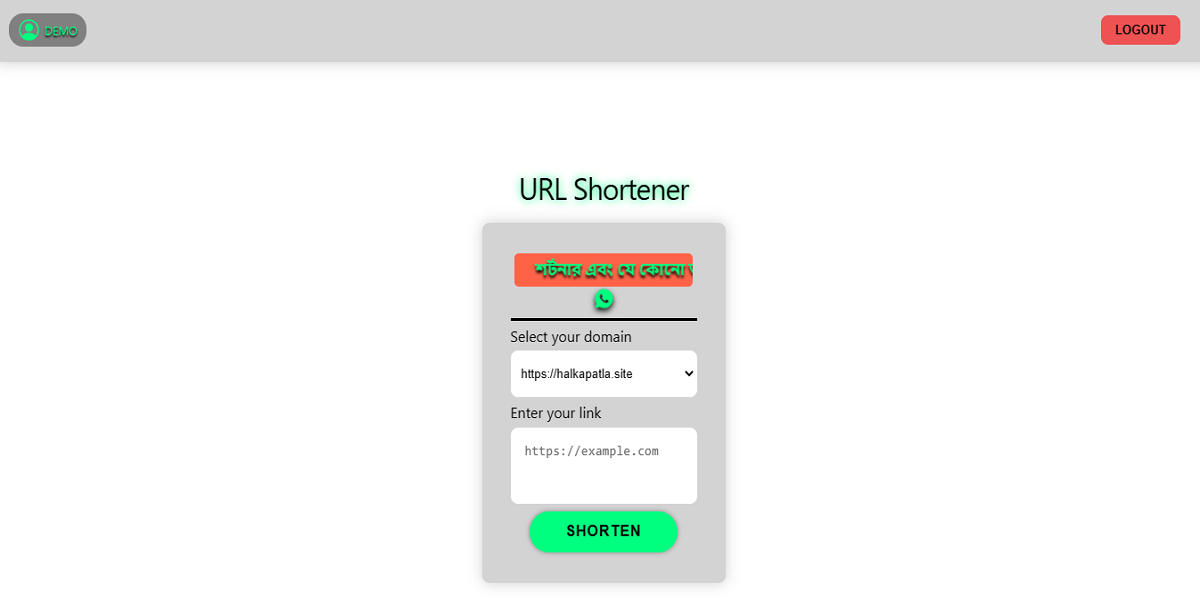 DEMO
LOGOUT
URL Shortener
শর্টনার এবং যে কোনো
Select your domain
https://halkapatla.site
Enter your link
https://example.com
SHORTEN